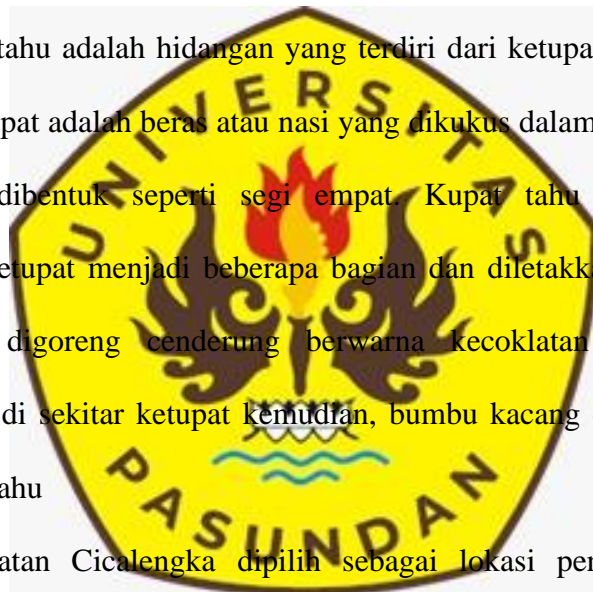 tahu adalah hidangan yang terdiri dari ketupa
pat adalah beras atau nasi yang dikukus dalam
dibentuk seperti segi empat. Kupat tahu
etupat menjadi beberapa bagian dan diletakk
digoreng cenderung berwarna kecoklatan
di sekitar ketupat kemudian, bumbu kacang
ahu
atan Cicalengka dipilih sebagai lokasi per
UNIVERSITAS
PASUNDAN